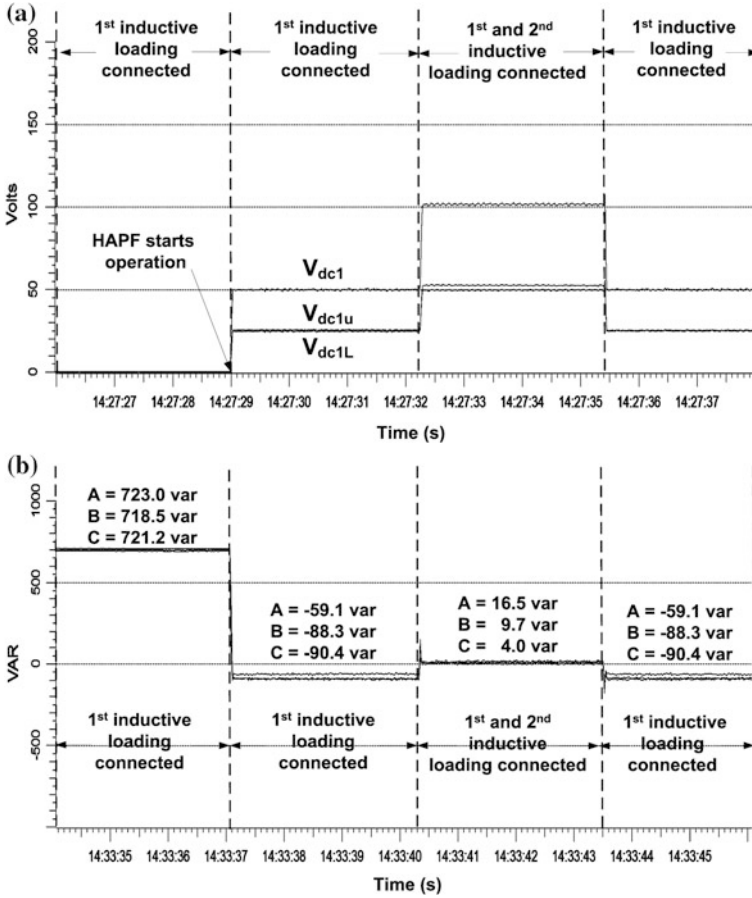 (a)
1st inductive loading connected
1st inductive loading connected
1st and 2nd inductive loading connected
1st inductive loading connected
200
150
100
50
0
Volts
HAPF starts operation
Vdc1
Vdc1u
Vdc1L
14:27:27 14:27:28 14:27:29 14:27:30 14:27:31 14:27:32 14:27:33 14:27:34 14:27:35 14:27:36 14:27:37
Time (s)
(b)
1000
500
0
-500
VAR
A = 723.0 var
B = 718.5 var
C = 721.2 var
A = -59.1 var
B = -88.3 var
C = -90.4 var
A = 16.5 var
B = 9.7 var
C = 4.0 var
A = -59.1 var
B = -88.3 var
C = -90.4 var
1st inductive loading connected
1st inductive loading connected
1st and 2nd inductive loading connected
1st inductive loading connected
14:33:35 14:33:36 14:33:37 14:33:39 14:33:40 14:33:41 14:33:42 14:33:43 14:33:44 14:33:45
Time (s)